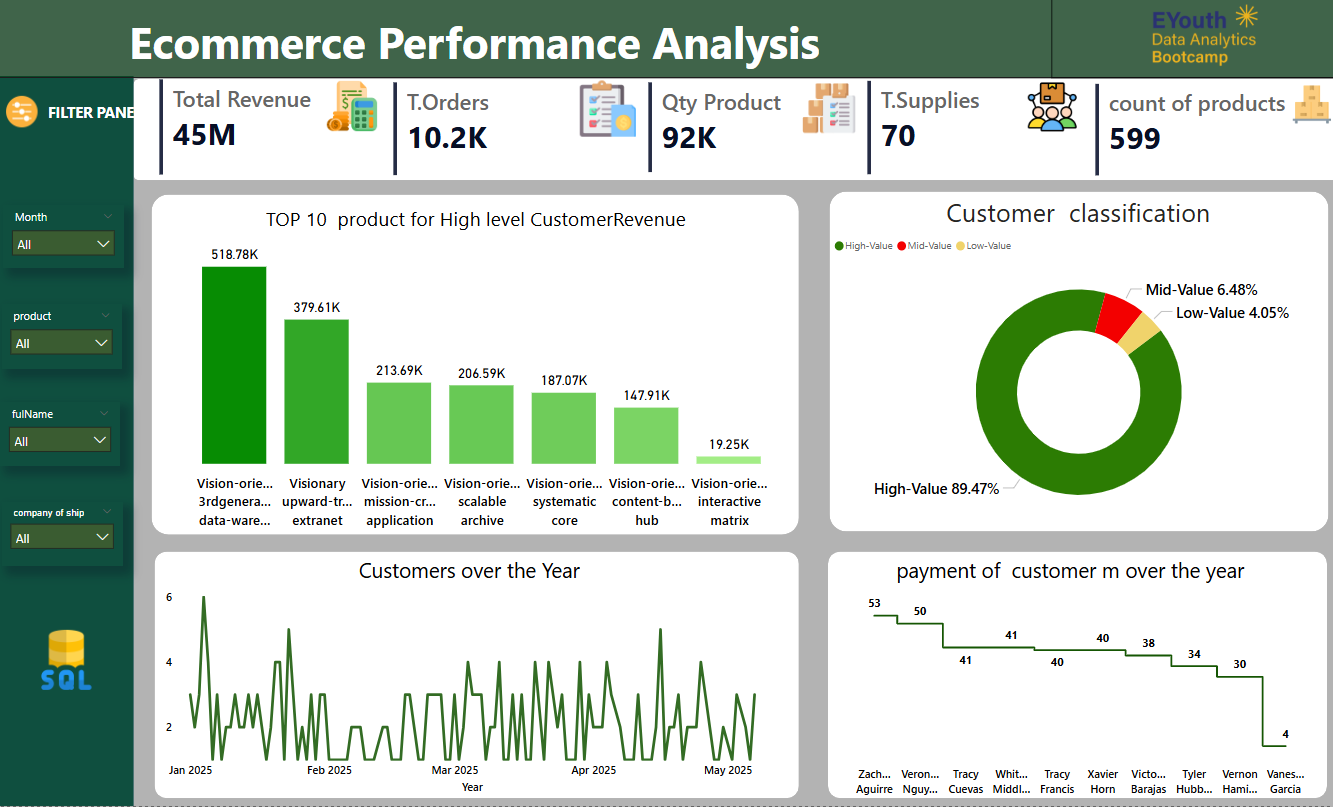 Ecommerce Performance Analysis
EYouth
Data Analytics
Bootcamp
FILTER PANE
Total Revenue
45M
T.Orders
10.2K
Qty Product
92K
T.Supplies
70
count of products
599
Month
All
product
All
fulName
All
company of ship
All
SQL
TOP 10 product for High level CustomerRevenue
518.78K
379.61K
213.69K
206.59K
187.07K
147.91K
19.25K
Vision-orie... Visionary Vision-orie... Vision-orie... Vision-orie... Vision-orie... Vision-orie...
3rdgenera... upward-tr... mission-cr... scalable systematic content-b... interactive
data-ware... extranet application archive core hub matrix
Customer classification
High-Value Mid-Value Low-Value
Mid-Value 6.48%
Low-Value 4.05%
High-Value 89.47%
Customers over the Year
6
4
2
Jan 2025 Feb 2025 Mar 2025 Apr 2025 May 2025
Year
payment of customer m over the year
53
50
41
41
40
40
38
34
30
4
Zach... Veron... Tracy Whit... Tracy Xavier Victo... Tyler Vernon Vanes...
Aguirre Nguy... Cuevas Middl... Francis Horn Barajas Hubb... Hami... Garcia